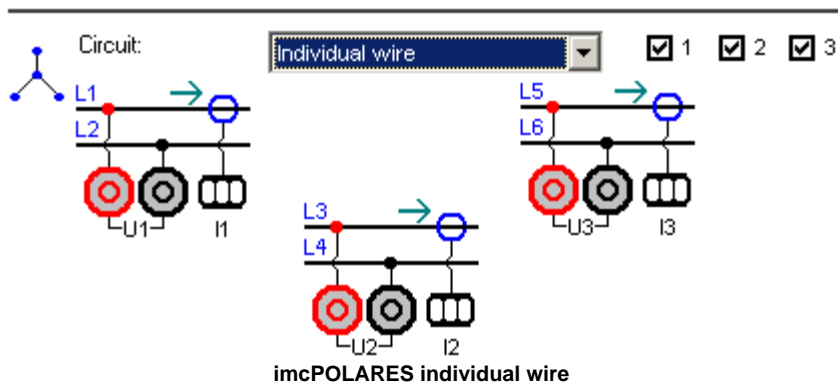 Circuit: Individual wire 1 2 3
L1
L2
U1 I1
L5
L6
U3 I3
L3
L4
U2 I2
imcPOLARES individual wire